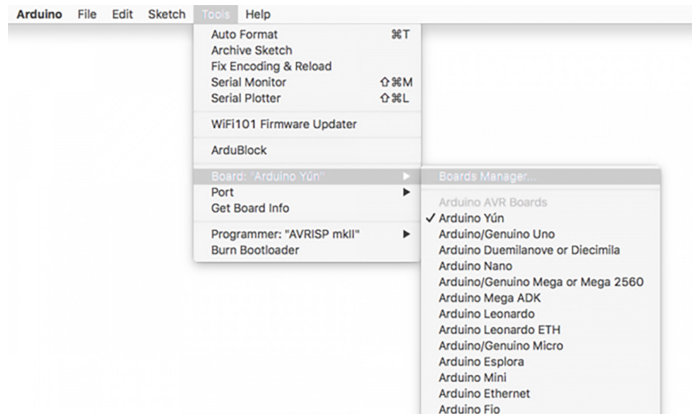 Arduino File Edit Sketch Tools Help
Auto Format ⌘T
Archive Sketch
Fix Encoding & Reload
Serial Monitor ⇧⌘M
Serial Plotter ⇧⌘L
WiFi101 Firmware Updater
ArduBlock
Board: "Arduino Yún" ▶
Port ▶
Get Board Info
Programmer: "AVRISP mkII" ▶
Burn Bootloader
Boards Manager...
Arduino AVR Boards
✓ Arduino Yún
Arduino/Genuino Uno
Arduino Duemilanove or Diecimila
Arduino Nano
Arduino/Genuino Mega or Mega 2560
Arduino Mega ADK
Arduino Leonardo
Arduino Leonardo ETH
Arduino/Genuino Micro
Arduino Esplora
Arduino Mini
Arduino Ethernet
Arduino Fio